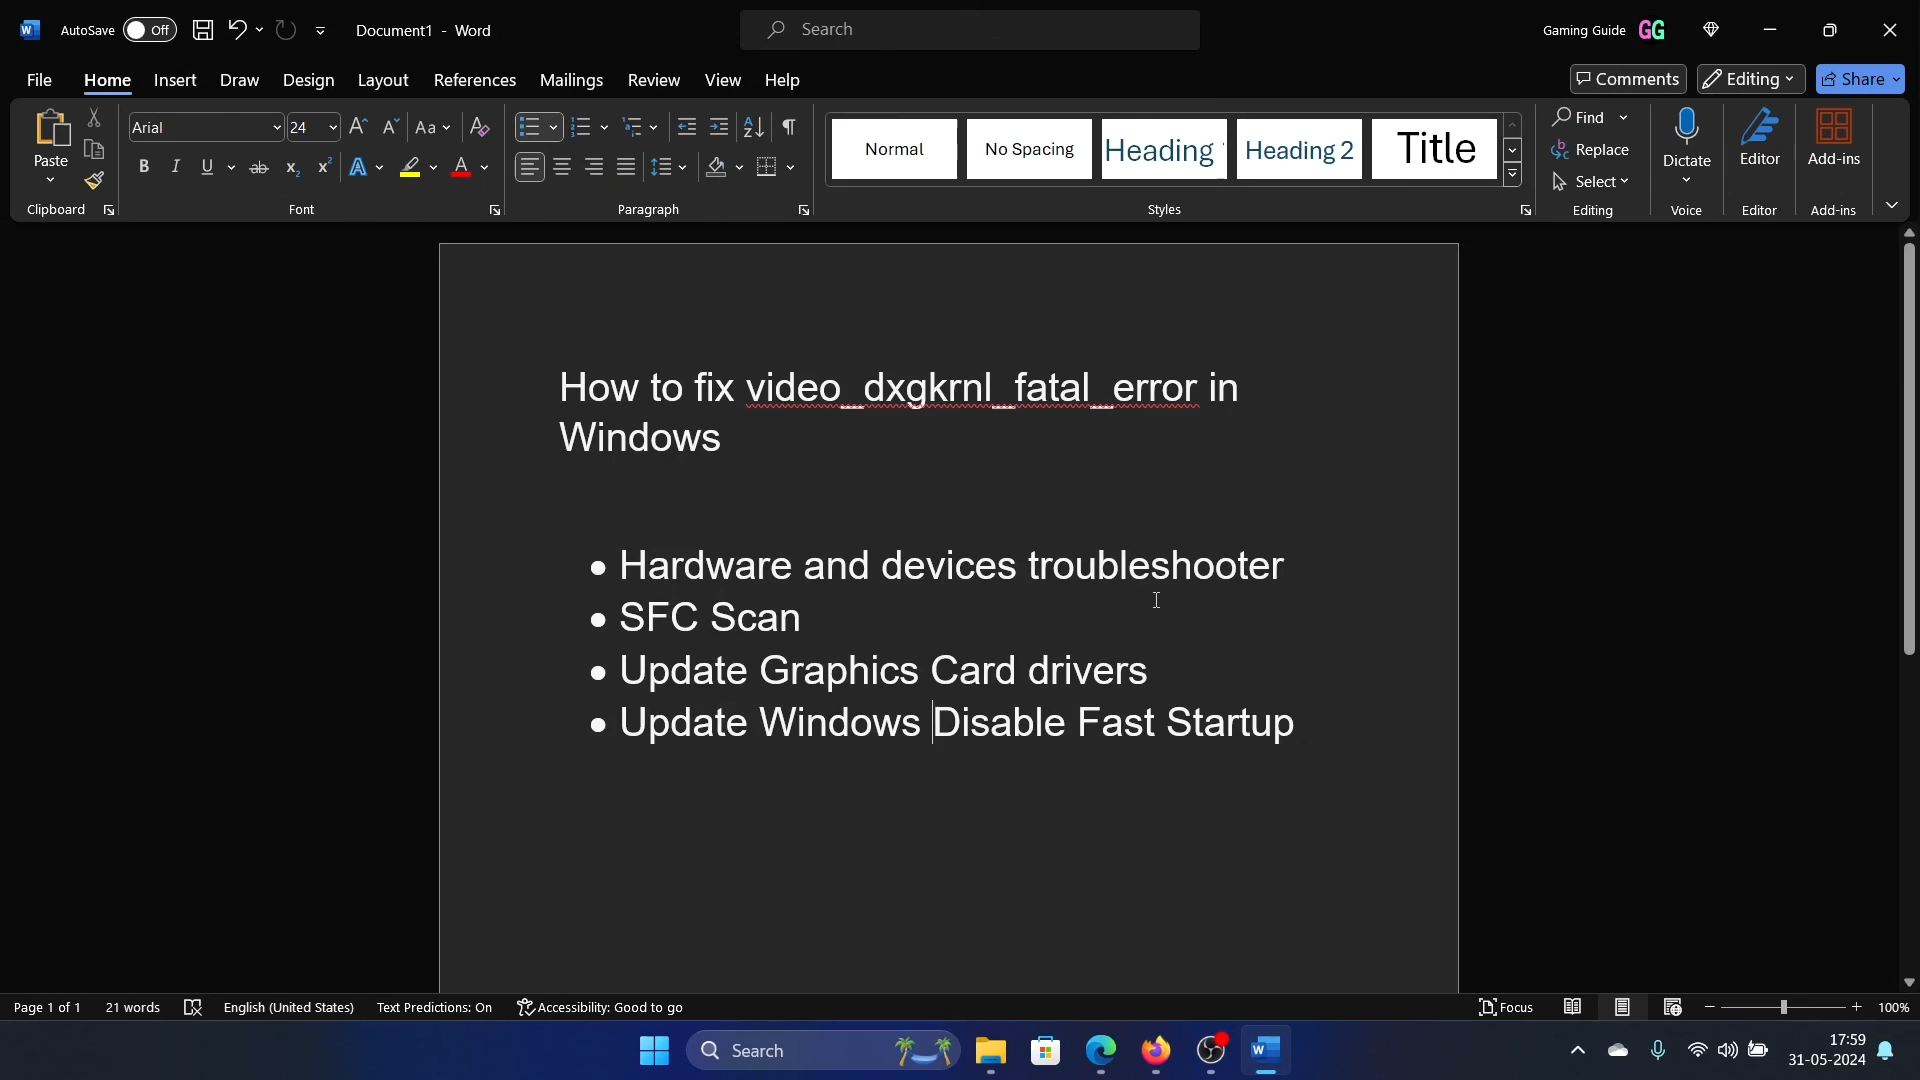 AutoSave Off Document1 - Word Search Gaming Guide GG
File Home Insert Draw Design Layout References Mailings Review View Help Comments Editing Share
Paste Arial 24 Aa Normal No Spacing Heading Heading 2 Title Find Replace Select Dictate Editor Add-ins
Clipboard Font Paragraph Styles Editing Voice Editor Add-ins
How to fix video_dxgkrnl_fatal_error in
Windows
• Hardware and devices troubleshooter
• SFC Scan
• Update Graphics Card drivers
• Update Windows Disable Fast Startup
Page 1 of 1 21 words English (United States) Text Predictions: On Accessibility: Good to go Focus 100%
Search 17:59
31-05-2024